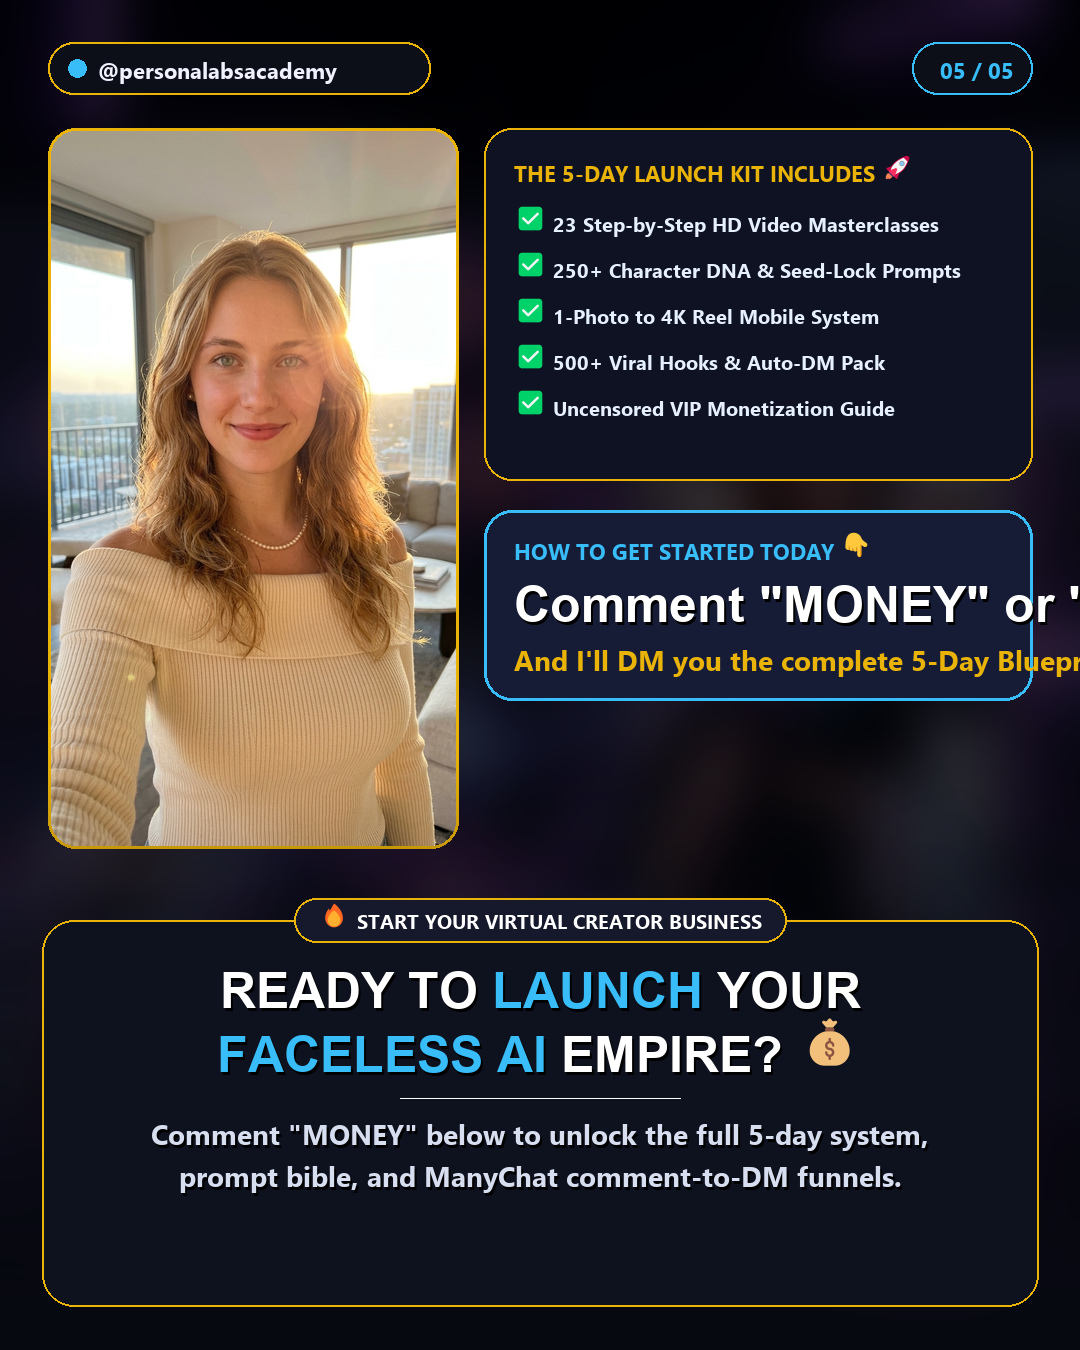 @personalabsacademy
05 / 05
THE 5-DAY LAUNCH KIT INCLUDES 🚀
✅ 23 Step-by-Step HD Video Masterclasses
✅ 250+ Character DNA & Seed-Lock Prompts
✅ 1-Photo to 4K Reel Mobile System
✅ 500+ Viral Hooks & Auto-DM Pack
✅ Uncensored VIP Monetization Guide
HOW TO GET STARTED TODAY 👇
Comment "MONEY" or "
And I'll DM you the complete 5-Day
🔥 START YOUR VIRTUAL CREATOR BUSINESS
READY TO LAUNCH YOUR
FACELESS AI EMPIRE? 💰
Comment "MONEY" below to unlock the full 5-day system,
prompt bible, and ManyChat comment-to-DM funnels.